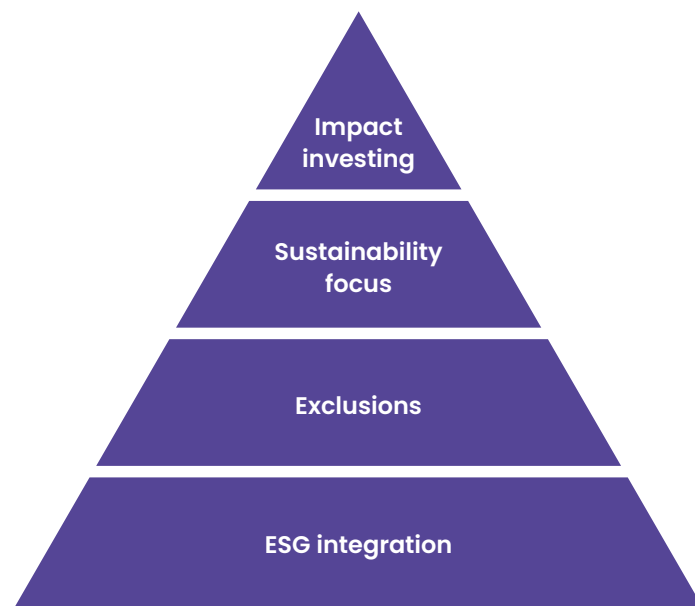 Impact
investing
Sustainability
focus
Exclusions
ESG integration